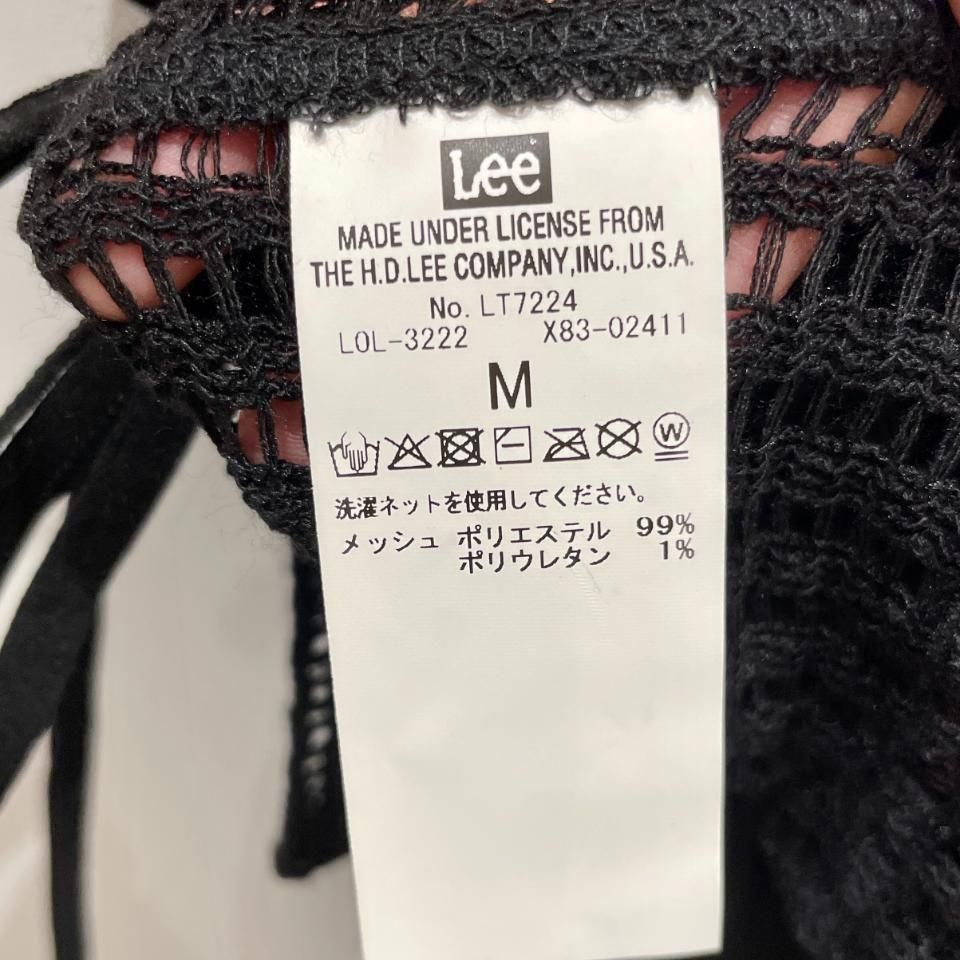 Lee
MADE UNDER LICENSE FROM
THE H.D.LEE COMPANY,INC.,U.S.A.
No. LT7224
LOL-3222 X83-02411
M
W
洗濯ネットを使用してください。
メッシュ ポリエステル 99%
ポリウレタン 1%